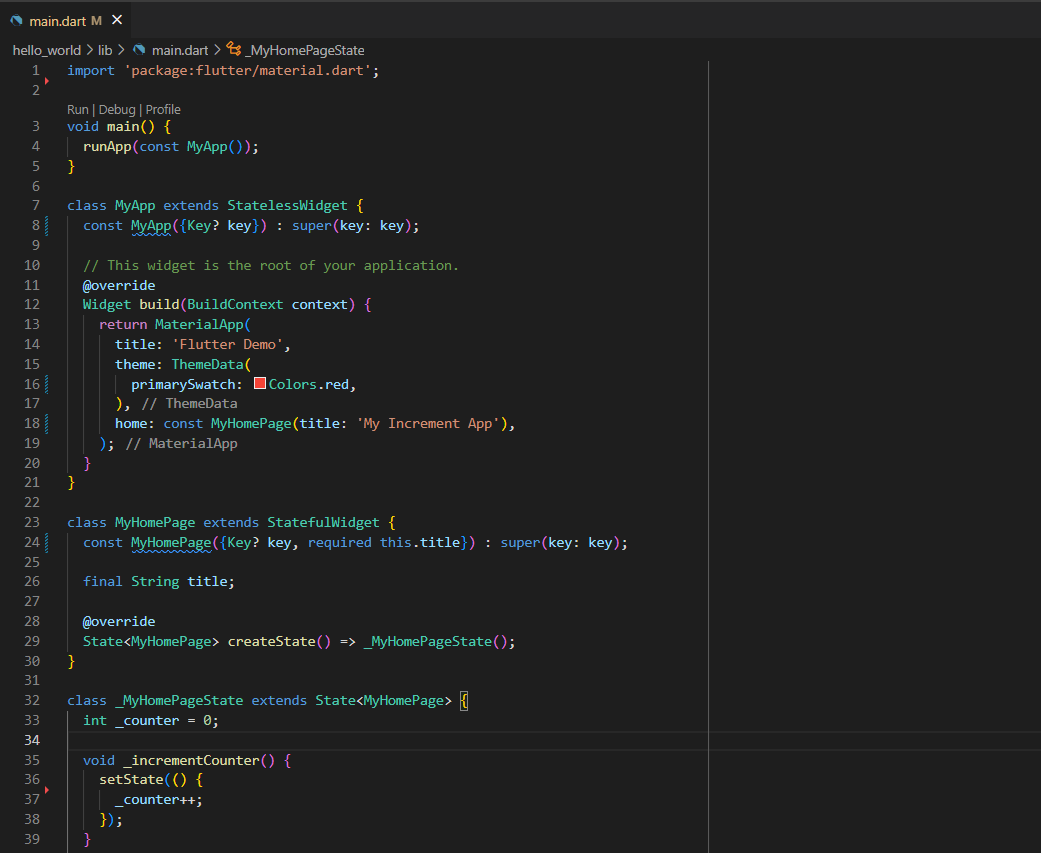 main.dart M
hello_world > lib > main.dart > _MyHomePageState
1 import 'package:flutter/material.dart';
2
Run | Debug | Profile
3 void main() {
4   runApp(const MyApp());
5 }
6
7 class MyApp extends StatelessWidget {
8   const MyApp({Key? key}) : super(key: key);
9
10   // This widget is the root of your application.
11   @override
12   Widget build(BuildContext context) {
13     return MaterialApp(
14       title: 'Flutter Demo',
15       theme: ThemeData(
16         primarySwatch: Colors.red,
17       ), // ThemeData
18       home: const MyHomePage(title: 'My Increment App'),
19     ); // MaterialApp
20   }
21 }
22
23 class MyHomePage extends StatefulWidget {
24   const MyHomePage({Key? key, required this.title}) : super(key: key);
25
26   final String title;
27
28   @override
29   State<MyHomePage> createState() => _MyHomePageState();
30 }
31
32 class _MyHomePageState extends State<MyHomePage> {
33   int _counter = 0;
34
35   void _incrementCounter() {
36     setState(() {
37       _counter++;
38     });
39   }